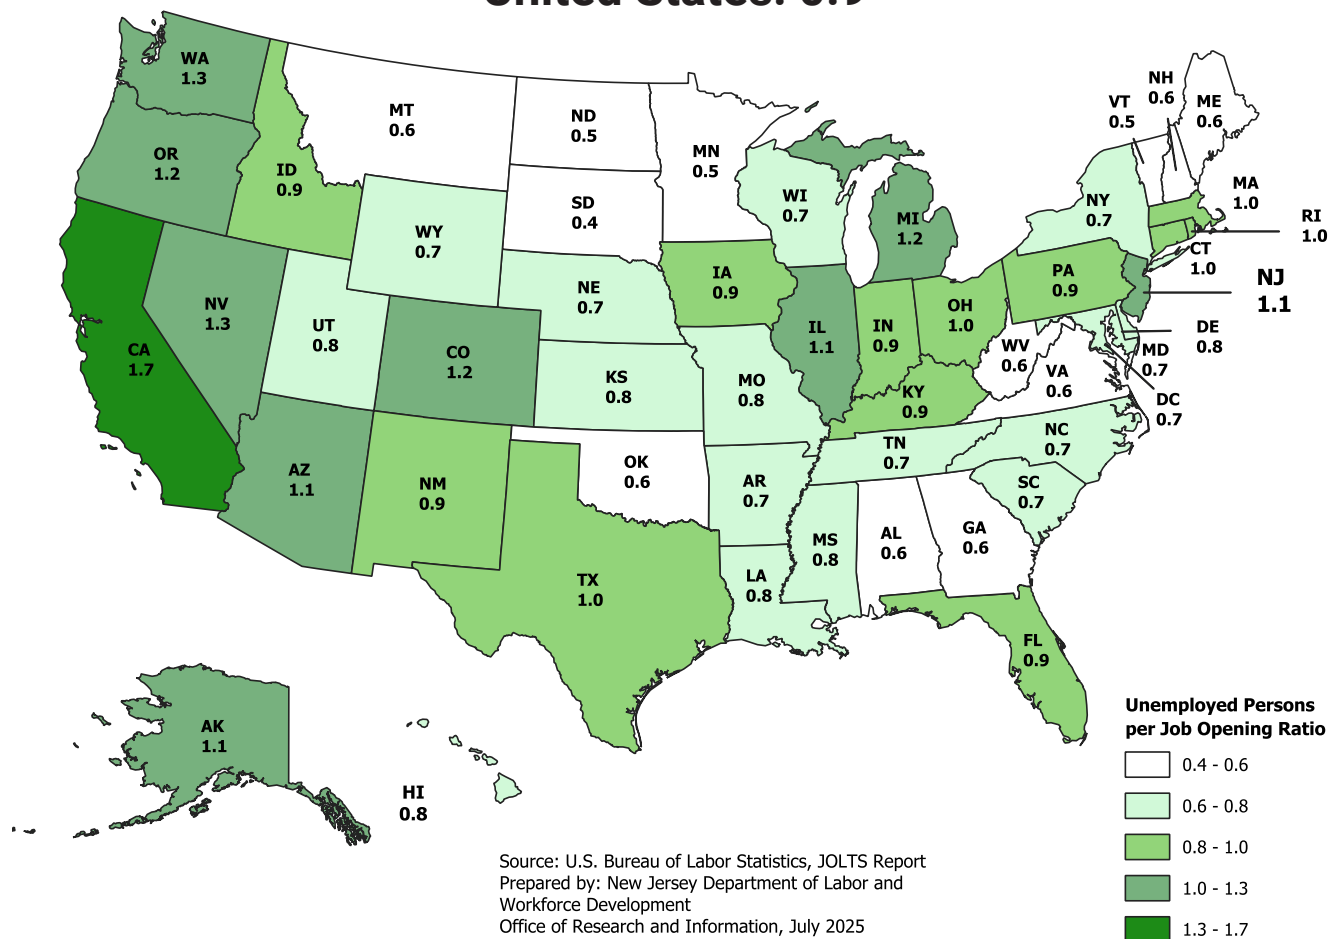 United States: 0.9
WA
1.3
MT
0.6
ND
0.5
MN
0.5
VT
0.5
NH
0.6
ME
0.6
OR
1.2
ID
0.9
SD
0.4
WI
0.7
MI
1.2
NY
0.7
MA
1.0
RI
1.0
CT
1.0
WY
0.7
NE
0.7
IA
0.9
PA
0.9
NJ
1.1
NV
1.3
UT
0.8
CO
1.2
KS
0.8
MO
0.8
IL
1.1
IN
0.9
OH
1.0
WV
0.6
VA
0.6
DE
0.8
MD
0.7
DC
0.7
CA
1.7
KY
0.9
AZ
1.1
NM
0.9
OK
0.6
AR
0.7
TN
0.7
NC
0.7
SC
0.7
TX
1.0
LA
0.8
MS
0.8
AL
0.6
GA
0.6
FL
0.9
AK
1.1
HI
0.8
Unemployed Persons
per Job Opening Ratio
0.4 - 0.6
0.6 - 0.8
0.8 - 1.0
1.0 - 1.3
1.3 - 1.7
Source: U.S. Bureau of Labor Statistics, JOLTS Report
Prepared by: New Jersey Department of Labor and
Workforce Development
Office of Research and Information, July 2025